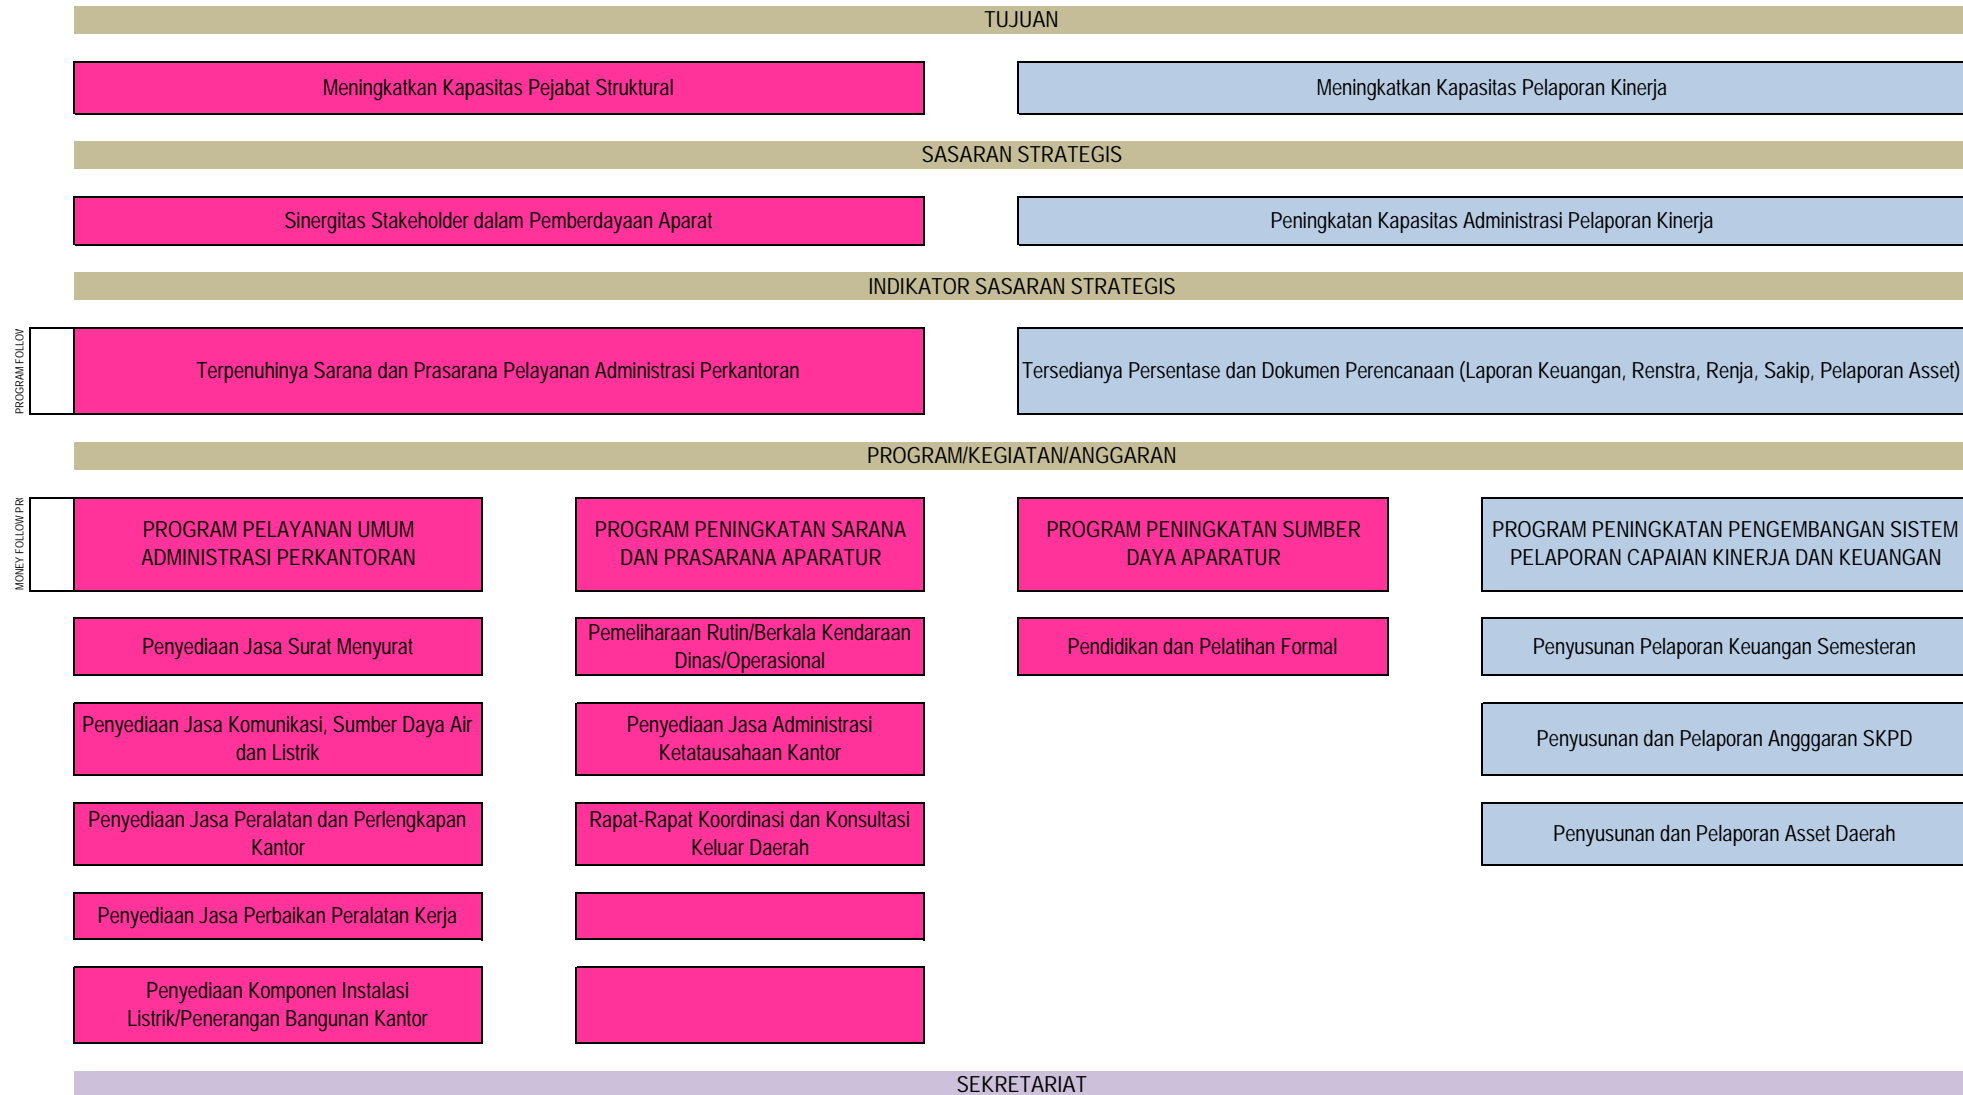 TUJUAN
Meningkatkan Kapasitas Pejabat Struktural
Meningkatkan Kapasitas Pelaporan Kinerja
SASARAN STRATEGIS
Sinergitas Stakeholder dalam Pemberdayaan Aparat
Peningkatan Kapasitas Administrasi Pelaporan Kinerja
INDIKATOR SASARAN STRATEGIS
PROGRAM FOLLOW
Terpenuhinya Sarana dan Prasarana Pelayanan Administrasi Perkantoran
Tersedianya Persentase dan Dokumen Perencanaan (Laporan Keuangan, Renstra, Renja, Sakip, Pelaporan Asset)
PROGRAM/KEGIATAN/ANGGARAN
MONEY FOLLOW PR
PROGRAM PELAYANAN UMUM
ADMINISTRASI PERKANTORAN
PROGRAM PENINGKATAN SARANA
DAN PRASARANA APARATUR
PROGRAM PENINGKATAN SUMBER
DAYA APARATUR
PROGRAM PENINGKATAN PENGEMBANGAN SISTEM
PELAPORAN CAPAIAN KINERJA DAN KEUANGAN
Penyediaan Jasa Surat Menyurat
Pemeliharaan Rutin/Berkala Kendaraan
Dinas/Operasional
Pendidikan dan Pelatihan Formal
Penyusunan Pelaporan Keuangan Semesteran
Penyediaan Jasa Komunikasi, Sumber Daya Air
dan Listrik
Penyediaan Jasa Administrasi
Ketatausahaan Kantor
Penyusunan dan Pelaporan Angggaran SKPD
Penyediaan Jasa Peralatan dan Perlengkapan
Kantor
Rapat-Rapat Koordinasi dan Konsultasi
Keluar Daerah
Penyusunan dan Pelaporan Asset Daerah
Penyediaan Jasa Perbaikan Peralatan Kerja
Penyediaan Komponen Instalasi
Listrik/Penerangan Bangunan Kantor
SEKRETARIAT